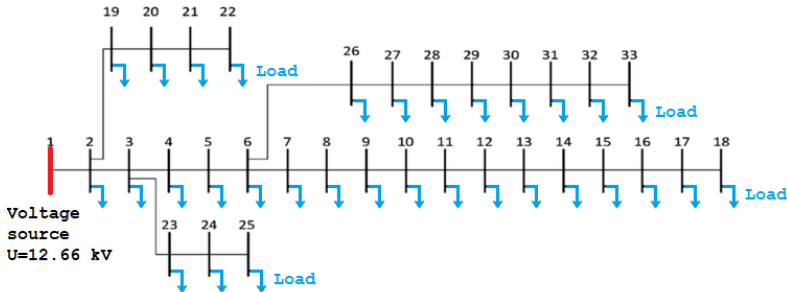 19 20 21 22
Load
26 27 28 29 30 31 32 33
Load
1 2 3 4 5 6 7 8 9 10 11 12 13 14 15 16 17 18
Load
Voltage
source
U=12.66 kV
23 24 25
Load